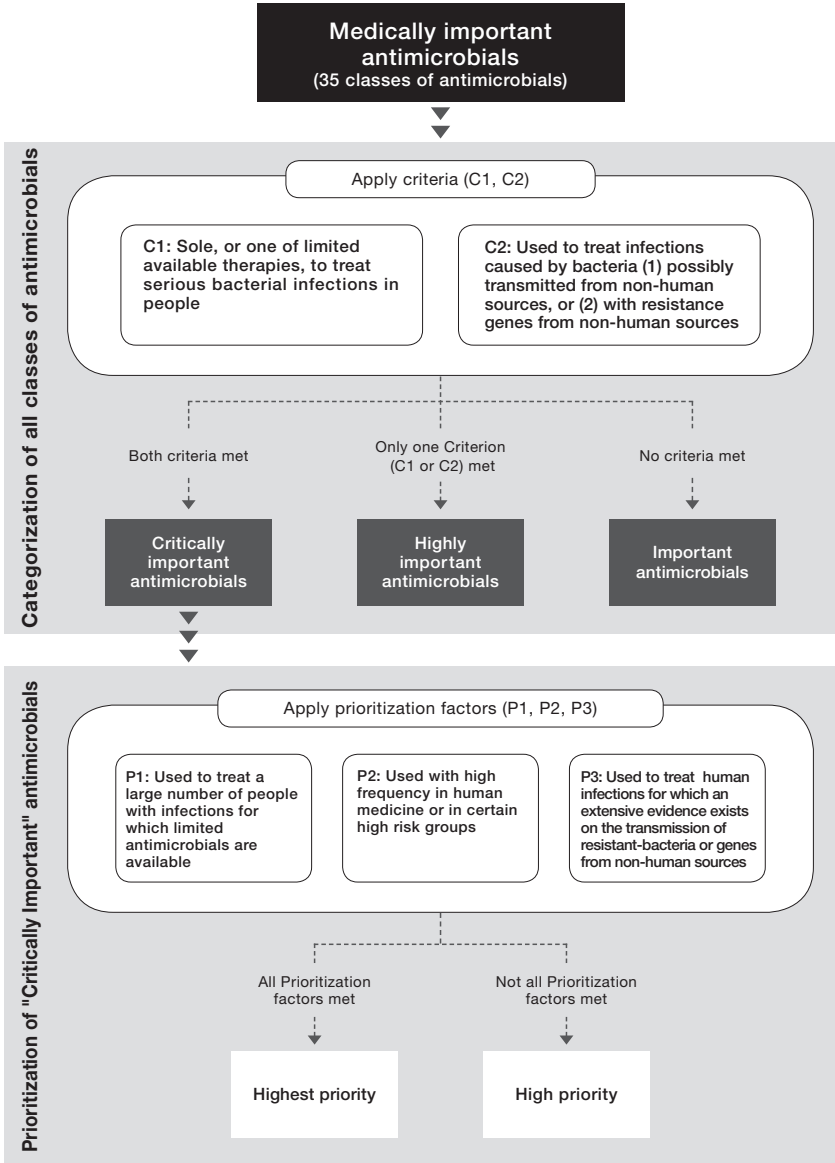 Medically important
antimicrobials
(35 classes of antimicrobials)
Categorization of all classes of antimicrobials
Apply criteria (C1, C2)
C1: Sole, or one of limited
available therapies, to treat
serious bacterial infections in
people
C2: Used to treat infections
caused by bacteria (1) possibly
transmitted from non-human
sources, or (2) with resistance
genes from non-human sources
Both criteria met
Only one Criterion
(C1 or C2) met
No criteria met
Critically
important
antimicrobials
Highly
important
antimicrobials
Important
antimicrobials
Prioritization of "Critically Important" antimicrobials
Apply prioritization factors (P1, P2, P3)
P1: Used to treat a
large number of people
with infections for
which limited
antimicrobials are
available
P2: Used with high
frequency in human
medicine or in certain
high risk groups
P3: Used to treat human
infections for which an
extensive evidence exists
on the transmission of
resistant-bacteria or genes
from non-human sources
All Prioritization
factors met
Not all Prioritization
factors met
Highest priority
High priority